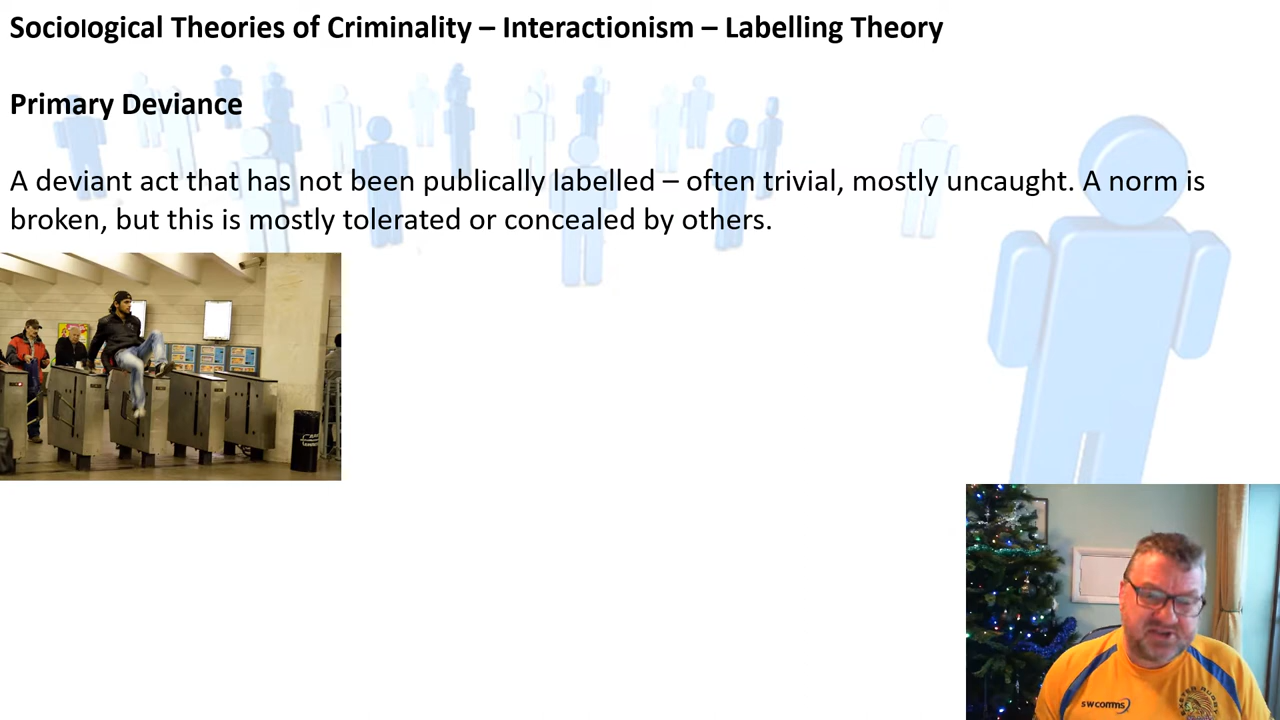 Sociological Theories of Criminality – Interactionism – Labelling Theory
Primary Deviance
A deviant act that has not been publically labelled – often trivial, mostly uncaught. A norm is
broken, but this is mostly tolerated or concealed by others.
swcomms